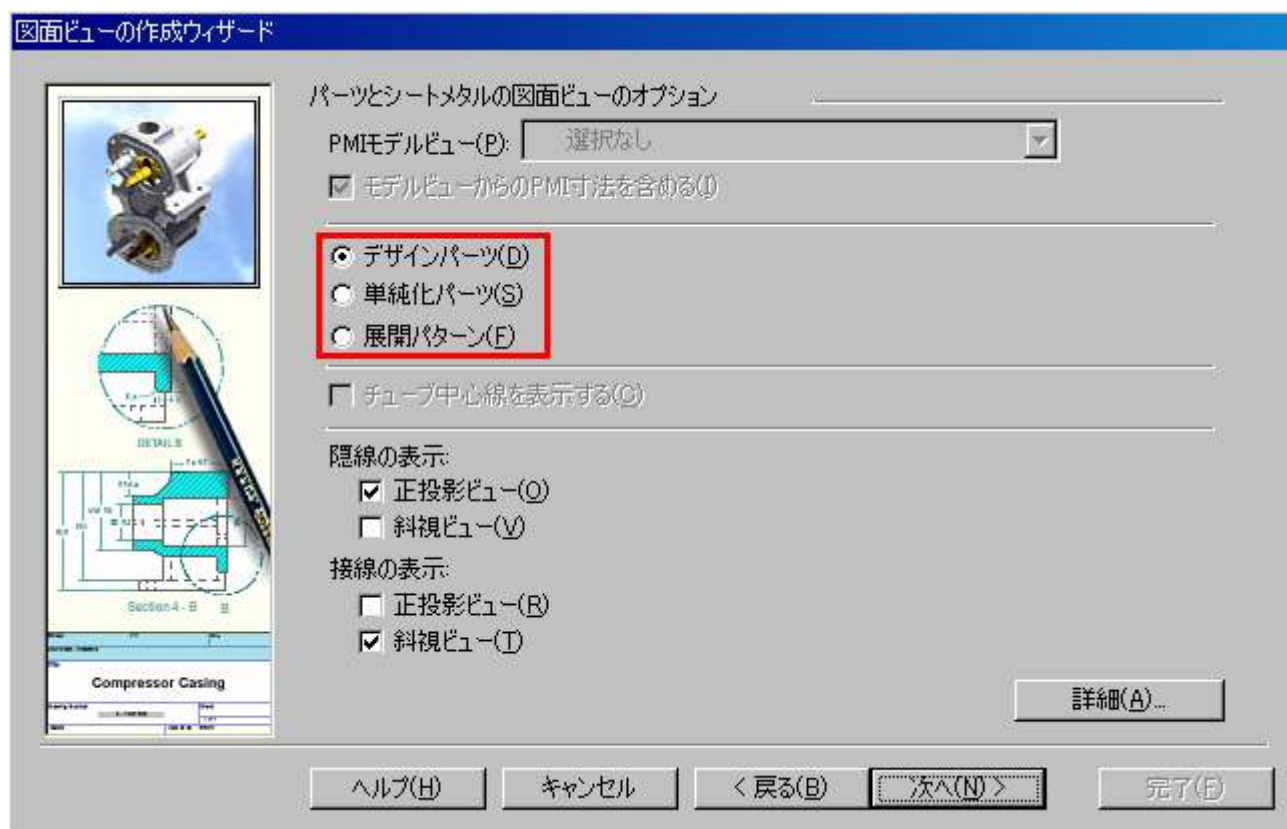 図面ビューの作成ウィザード
パーツとシートメタルの図面ビューのオプション
PMIモデルビュー(P): 選択なし
モデルビューからのPMI寸法を含める(I)
デザインパーツ(D)
単純化パーツ(S)
展開パターン(F)
チューブ中心線を表示する(C)
隠線の表示:
正投影ビュー(O)
斜視ビュー(V)
接線の表示:
正投影ビュー(R)
斜視ビュー(T)
詳細(A)...
DETAIL B
Section 4 - B B
Compressor Casing
ヘルプ(H) キャンセル < 戻る(B) 次へ(N) > 完了(F)